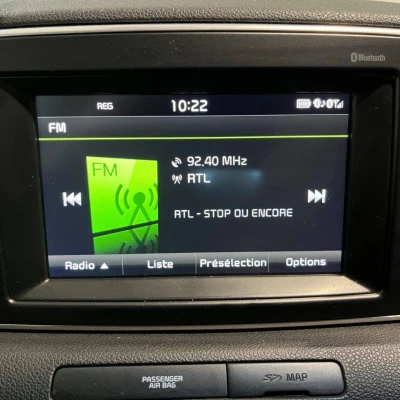 Bluetooth
REG 10:22
FM
FM
92,40 MHz
RTL
RTL - STOP OU ENCORE
Radio ▲ Liste Présélection Options
PASSENGER
AIR BAG
MAP